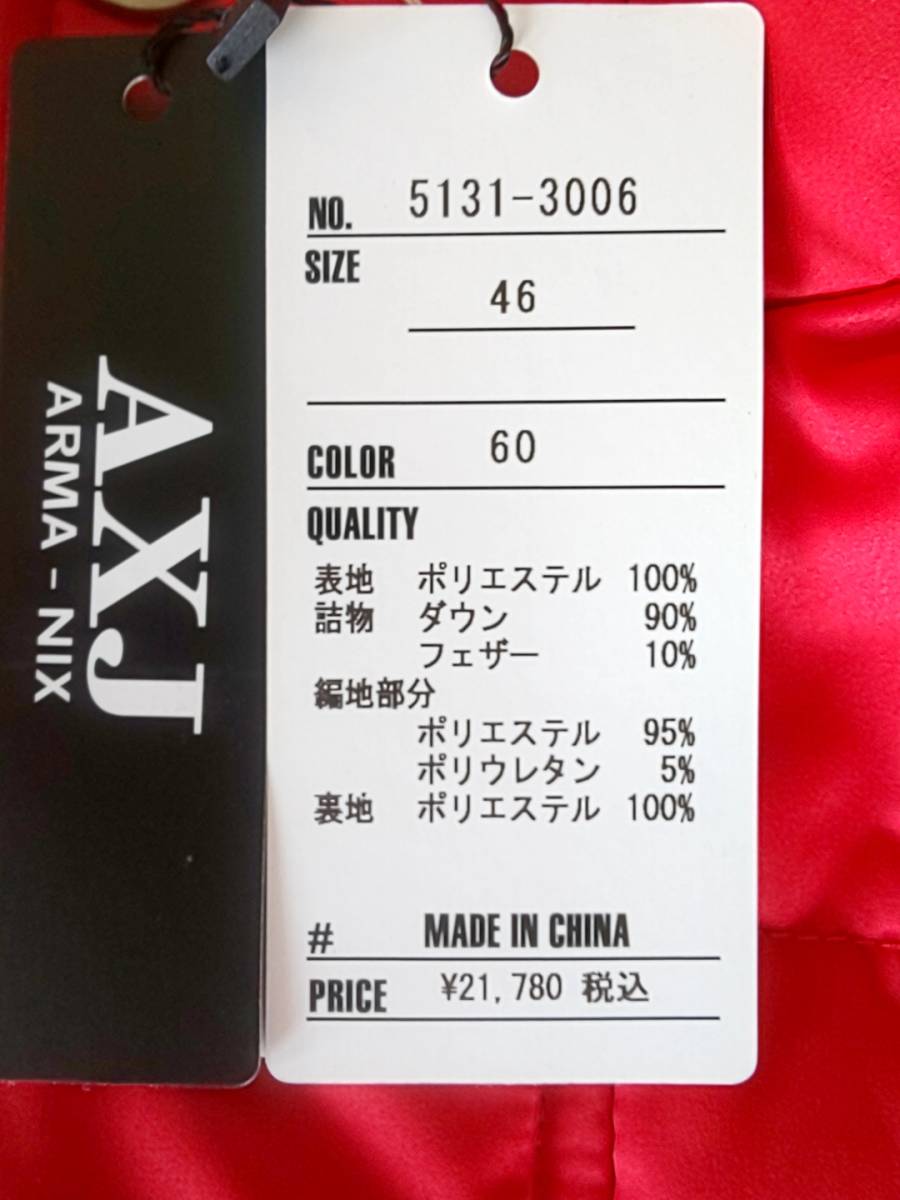 AXJ
ARMA-NIX
NO. 5131-3006
SIZE
46
COLOR 60
QUALITY
表地 ポリエステル 100%
詰物 ダウン 90%
フェザー 10%
編地部分
ポリエステル 95%
ポリウレタン 5%
裏地 ポリエステル 100%
# MADE IN CHINA
PRICE ¥21,780 税込